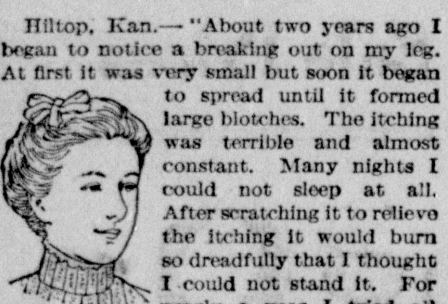 Hiltop, Kan.—"About two years ago I
began to notice a breaking out on my leg.
At first it was very small but soon it began
to spread until it formed
large blotches. The itching
was terrible and almost
constant. Many nights I
could not sleep at all.
After scratching it to relieve
the itching it would burn
so dreadfully that I thought
I could not stand it. For